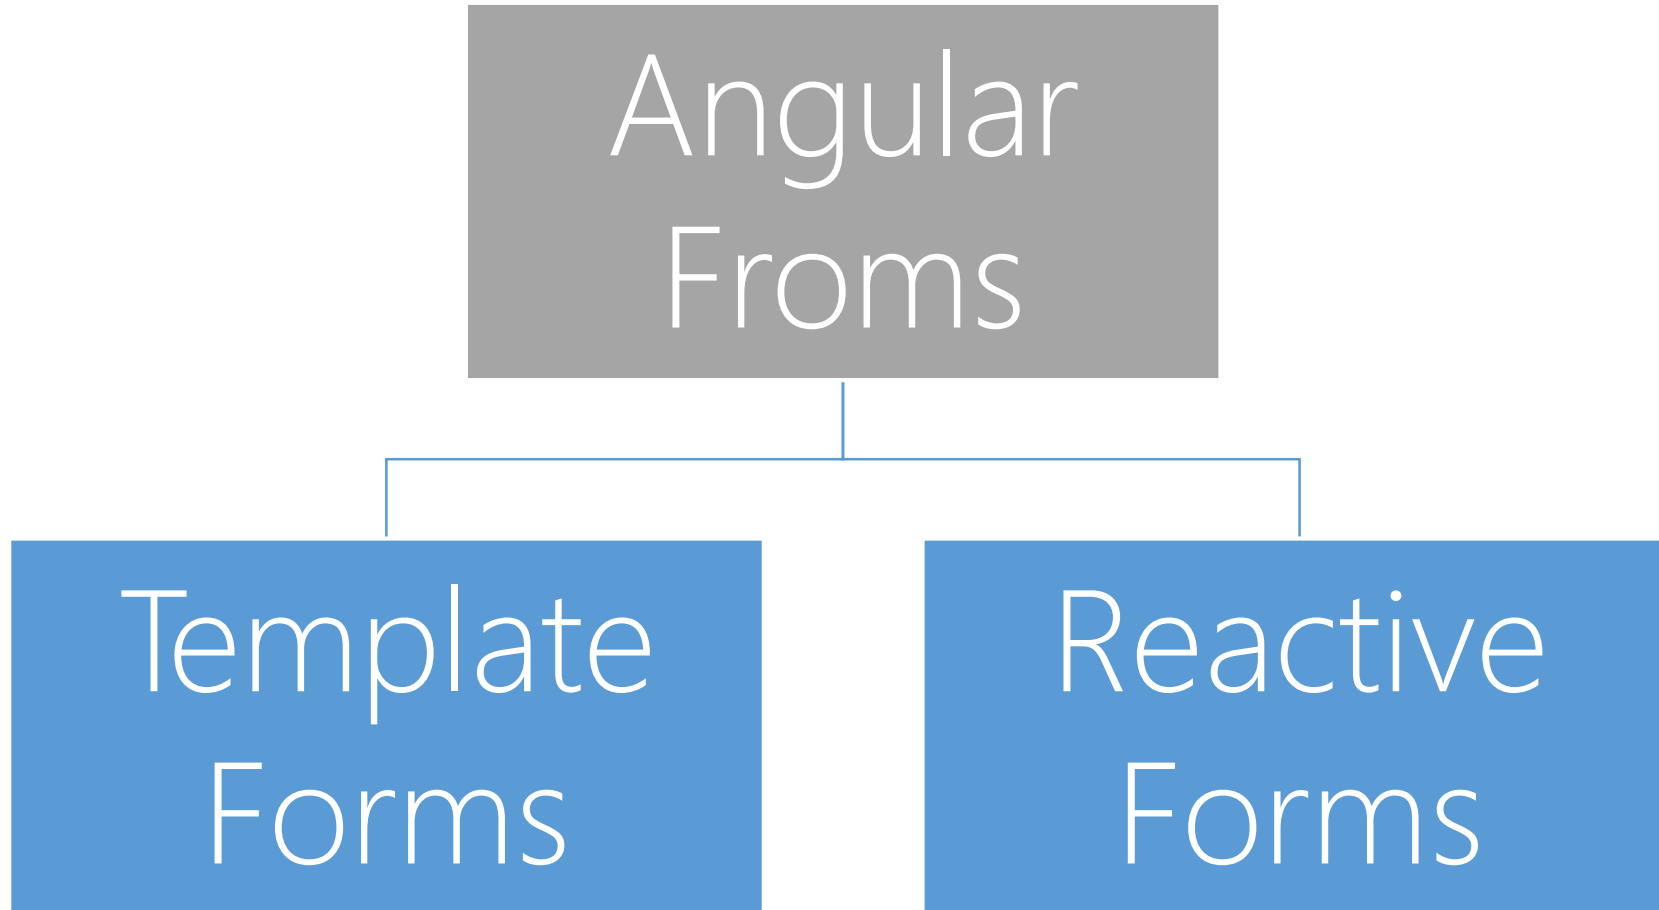 Angular
Froms
Template
Forms
Reactive
Forms